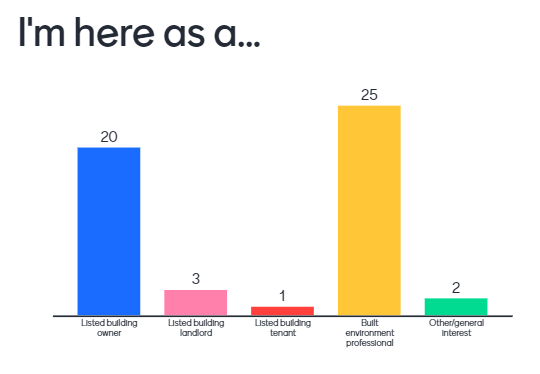 I'm here as a...
25
20
3
1
2
Listed building
owner
Listed building
landlord
Listed building
tenant
Built
environment
professional
Other/general
interest